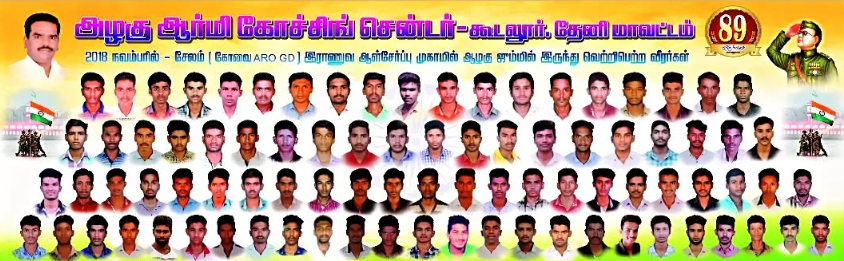 அழகு ஆர்மி கோச்சிங் சென்டர்-கூடலூர், தேனி மாவட்டம்
89
2018 நவம்பரில் - சேலம் ( கோவை ARO GD ) இராணுவ ஆள்சேர்ப்பு முகாமில் அழகு ஜம்மில் இருந்து வெற்றிபெற்ற வீரர்கள்